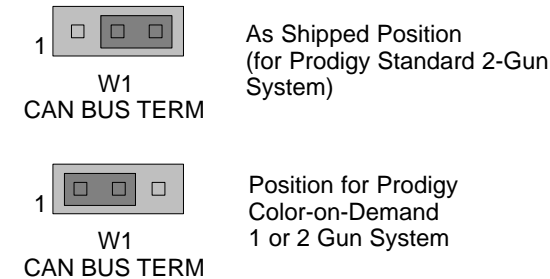 1
W1
CAN BUS TERM
As Shipped Position
(for Prodigy Standard 2-Gun
System)
1
W1
CAN BUS TERM
Position for Prodigy
Color-on-Demand
1 or 2 Gun System